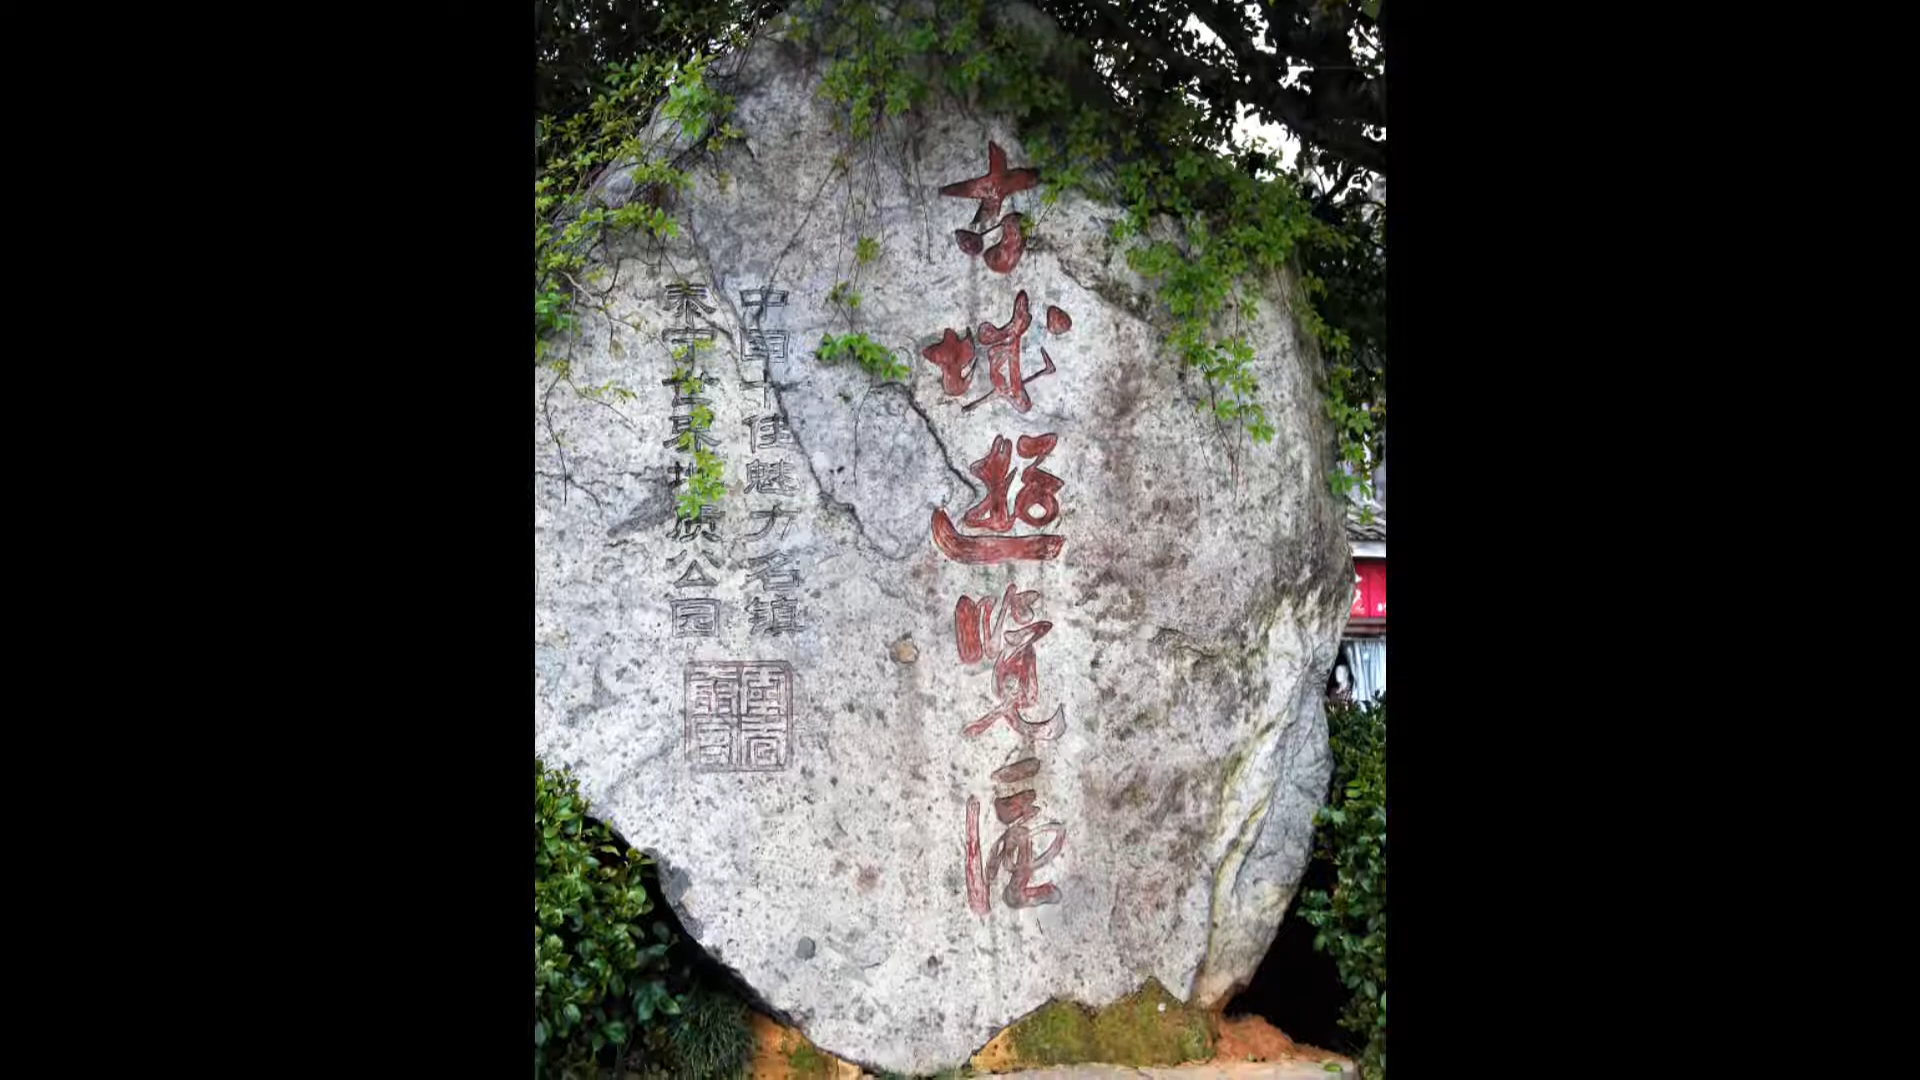 古城游览区
中国十佳魅力名镇
泰宁世界地质公园